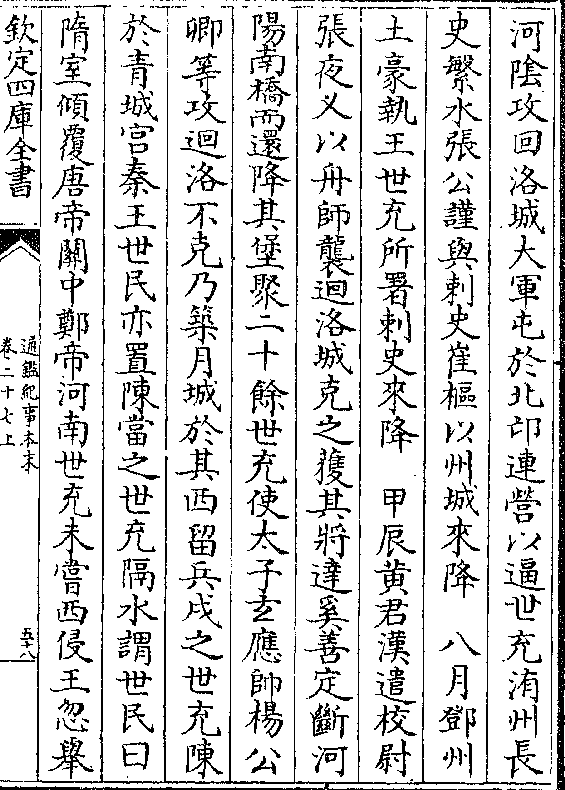 河陰攻回洛城大軍屯於北邙連營以逼世充洧州長
史繁水張公謹與刺史崔樞以州城來降　八月鄧州
土豪執王世充所署刺史來降　甲辰黄君漢遣校尉
張夜义以舟師襲迴洛城克之獲其將達奚善定斷河
陽南橋而還降其堡聚二十餘世充使太子𤣥應帥楊公
卿等攻迴洛不克乃築月城於其西留兵戍之世充陳
於青城宮秦王世民亦置陳當之世充隔水謂世民曰
隋室傾覆唐帝關中鄭帝河南世充未嘗西侵王忽舉
欽定四庫全書
通鑑紀事本末
卷二十七上
五十八